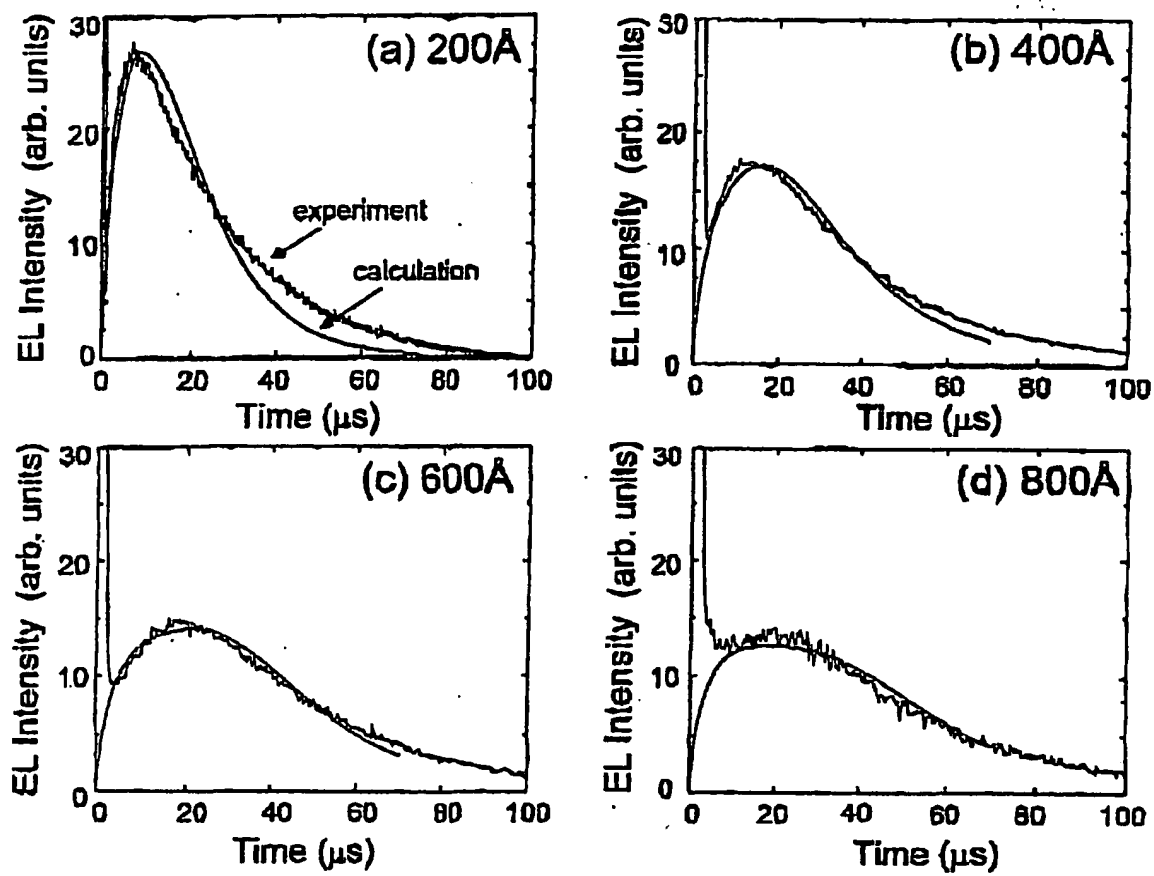 (a) 200Å
EL Intensity (arb. units)
30
20
10
0
experiment
calculation
0 20 40 60 80 100
Time (μs)
(b) 400Å
EL Intensity (arb. units)
30
20
10
0
0 20 40 60 80 100
Time (μs)
(c) 600Å
EL Intensity (arb. units)
30
20
1.0
0
0 20 40 60 80 100
Time (μs)
(d) 800Å
EL Intensity (arb. units)
30
20
10
0
0 20 40 60 80 100
Time (μs)